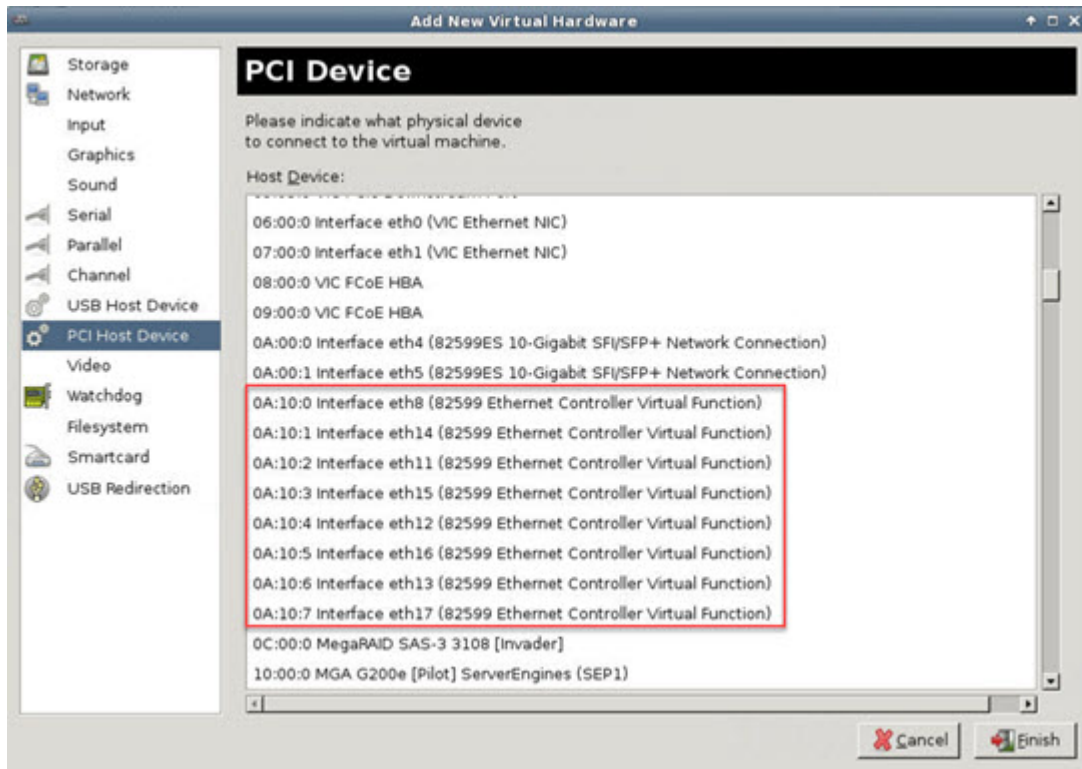 Add New Virtual Hardware
Storage
Network
Input
Graphics
Sound
Serial
Parallel
Channel
USB Host Device
PCI Host Device
Video
Watchdog
Filesystem
Smartcard
USB Redirection
PCI Device
Please indicate what physical device
to connect to the virtual machine.
Host Device:
06:00:0 Interface eth0 (VIC Ethernet NIC)
07:00:0 Interface eth1 (VIC Ethernet NIC)
08:00:0 VIC FCoE HBA
09:00:0 VIC FCoE HBA
0A:00:0 Interface eth4 (82599ES 10-Gigabit SFI/SFP+ Network Connection)
0A:00:1 Interface eth5 (82599ES 10-Gigabit SFI/SFP+ Network Connection)
0A:10:0 Interface eth8 (82599 Ethernet Controller Virtual Function)
0A:10:1 Interface eth14 (82599 Ethernet Controller Virtual Function)
0A:10:2 Interface eth11 (82599 Ethernet Controller Virtual Function)
0A:10:3 Interface eth15 (82599 Ethernet Controller Virtual Function)
0A:10:4 Interface eth12 (82599 Ethernet Controller Virtual Function)
0A:10:5 Interface eth16 (82599 Ethernet Controller Virtual Function)
0A:10:6 Interface eth13 (82599 Ethernet Controller Virtual Function)
0A:10:7 Interface eth17 (82599 Ethernet Controller Virtual Function)
0C:00:0 MegaRAID SAS-3 3108 [Invader]
10:00:0 MGA G200e [Pilot] ServerEngines (SEP1)
Cancel
Finish